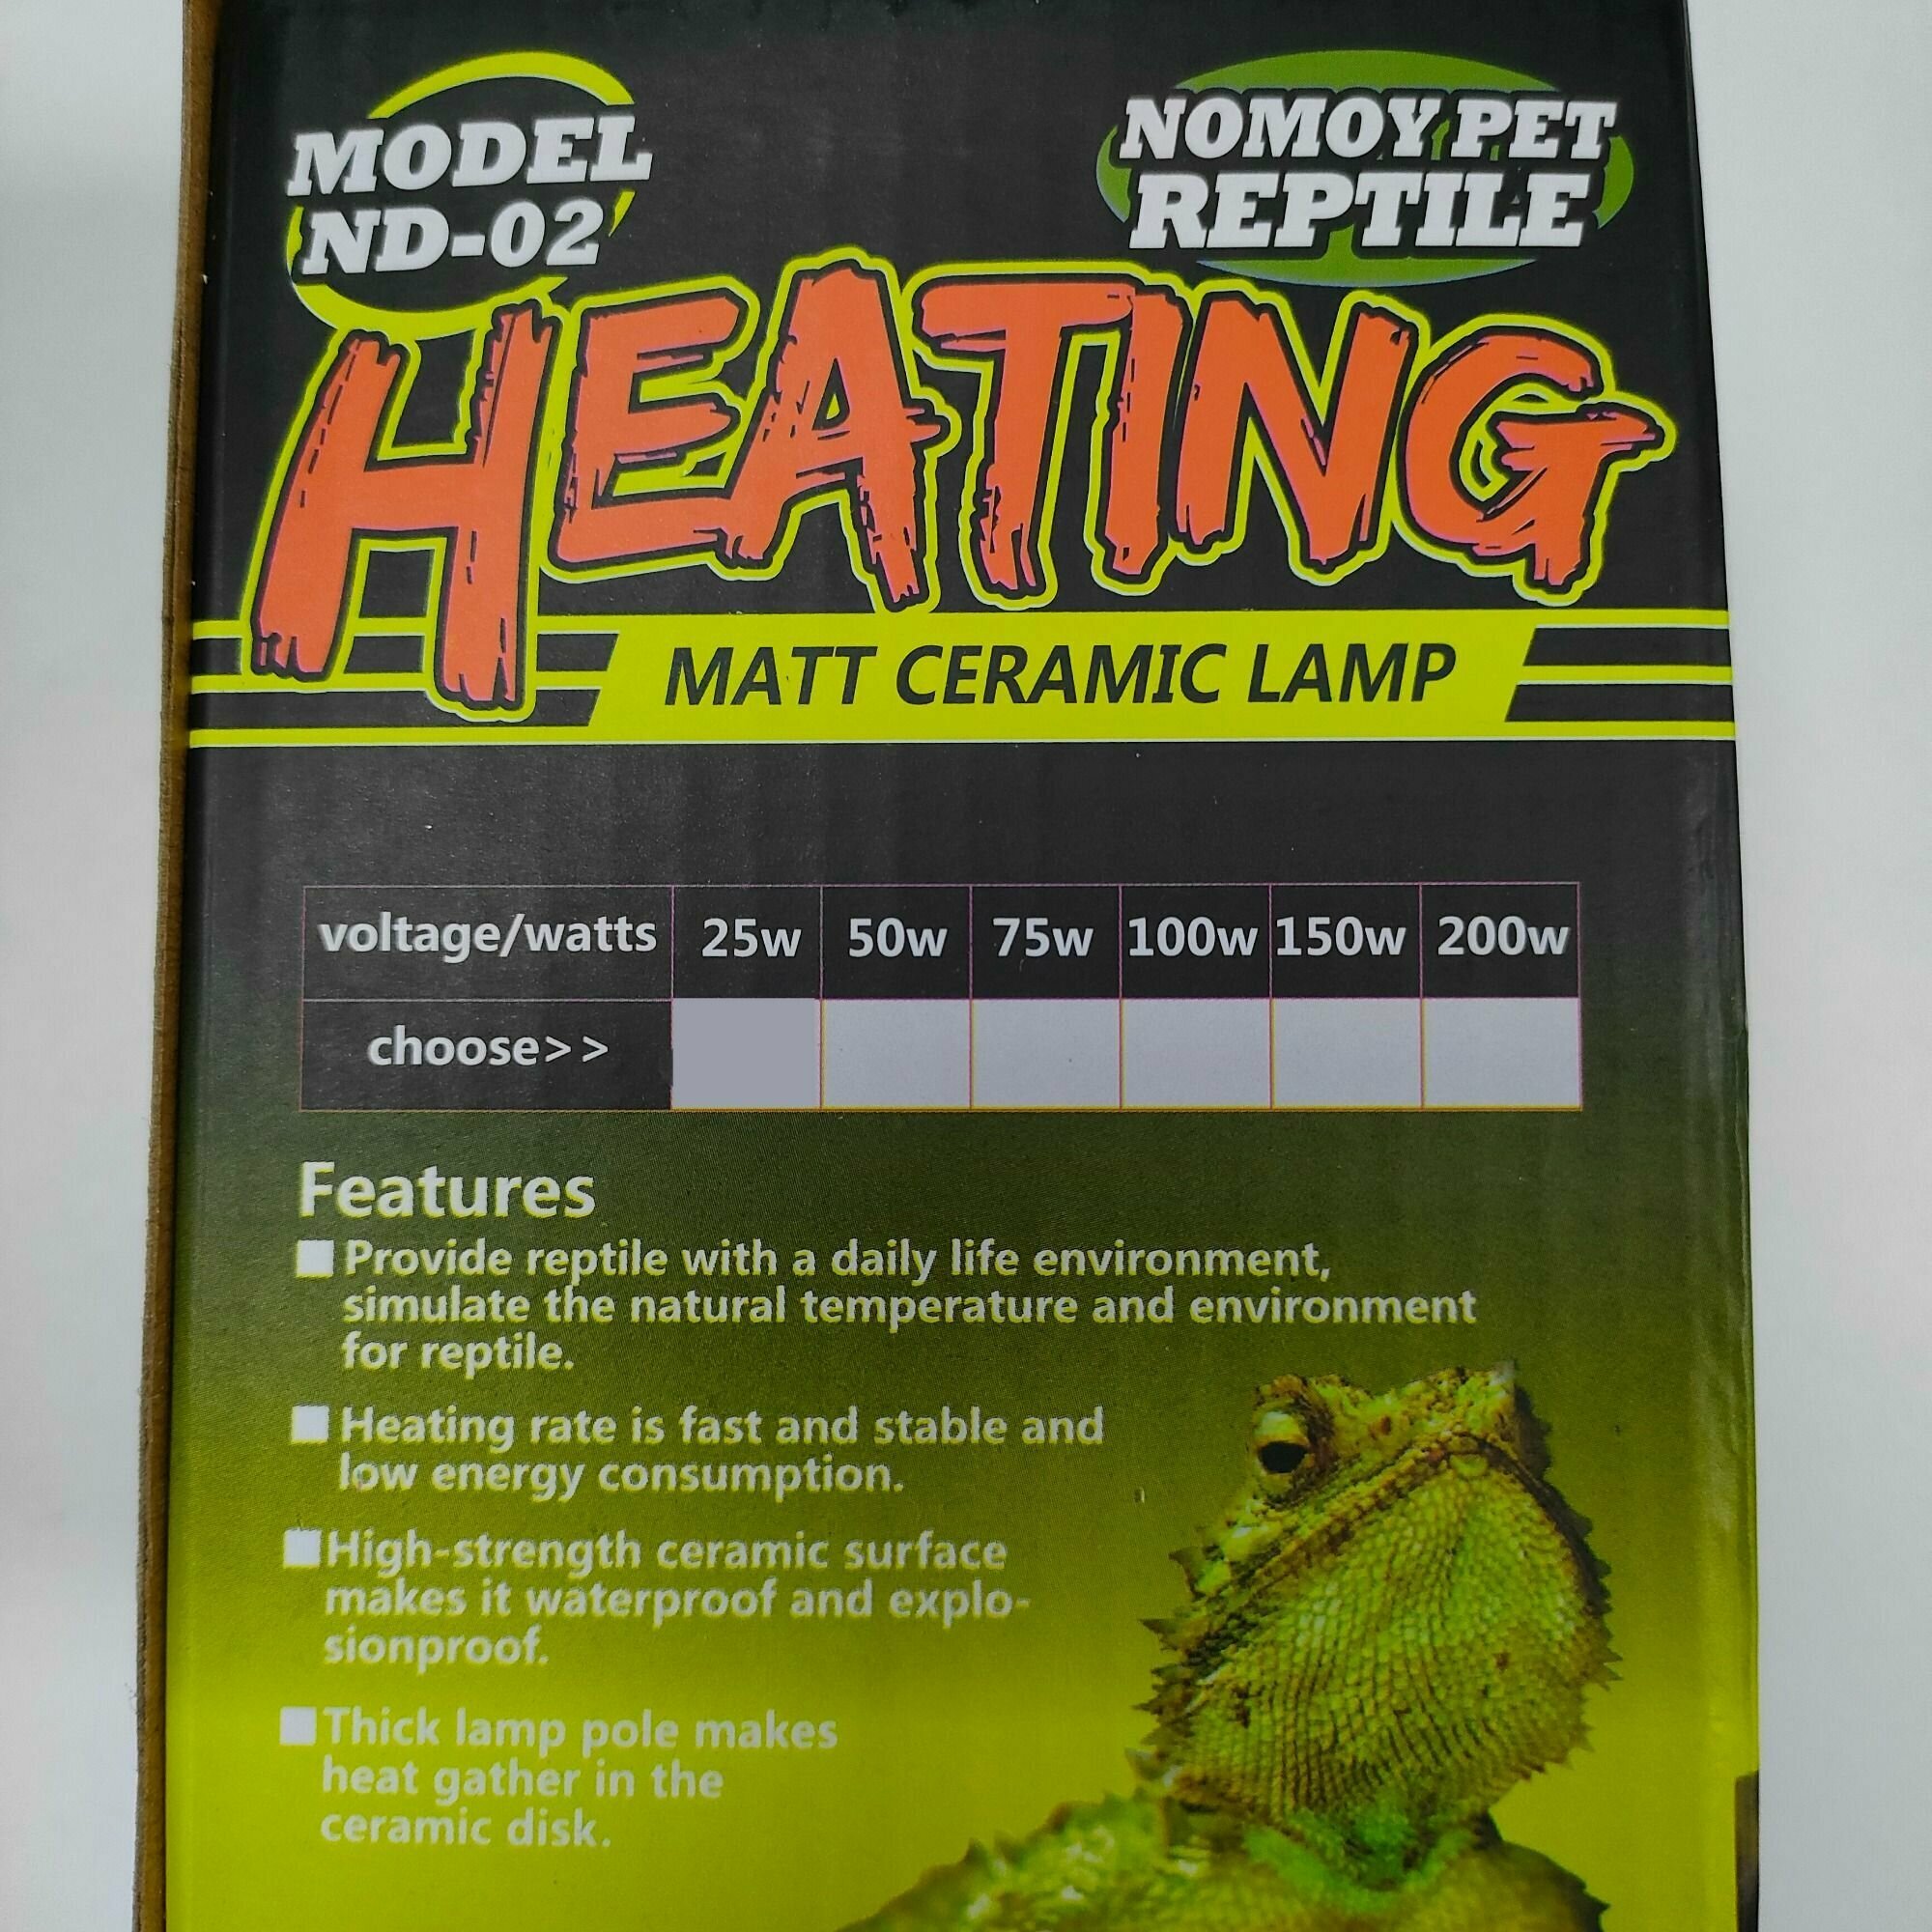 MODEL
ND-02
NOMOY PET
REPTILE
HEATING
MATT CERAMIC LAMP
voltage/watts 25w 50w 75w 100w 150w 200w
choose>>
Features
Provide reptile with a daily life environment,
simulate the natural temperature and environment
for reptile.
Heating rate is fast and stable and
low energy consumption.
High-strength ceramic surface
makes it waterproof and explo-
sionproof.
Thick lamp pole makes
heat gather in the
ceramic disk.